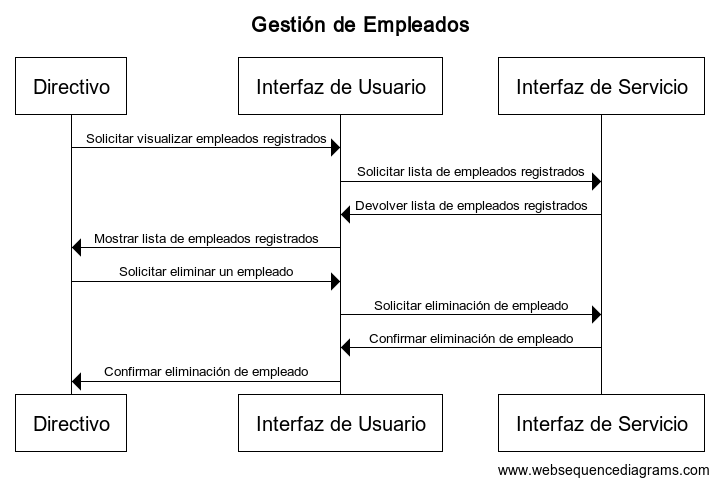 Gestión de Empleados
Directivo
Interfaz de Usuario
Interfaz de Servicio
Solicitar visualizar empleados registrados
Solicitar lista de empleados registrados
Devolver lista de empleados registrados
Mostrar lista de empleados registrados
Solicitar eliminar un empleado
Solicitar eliminación de empleado
Confirmar eliminación de empleado
Confirmar eliminación de empleado
Directivo
Interfaz de Usuario
Interfaz de Servicio
www.websequencediagrams.com